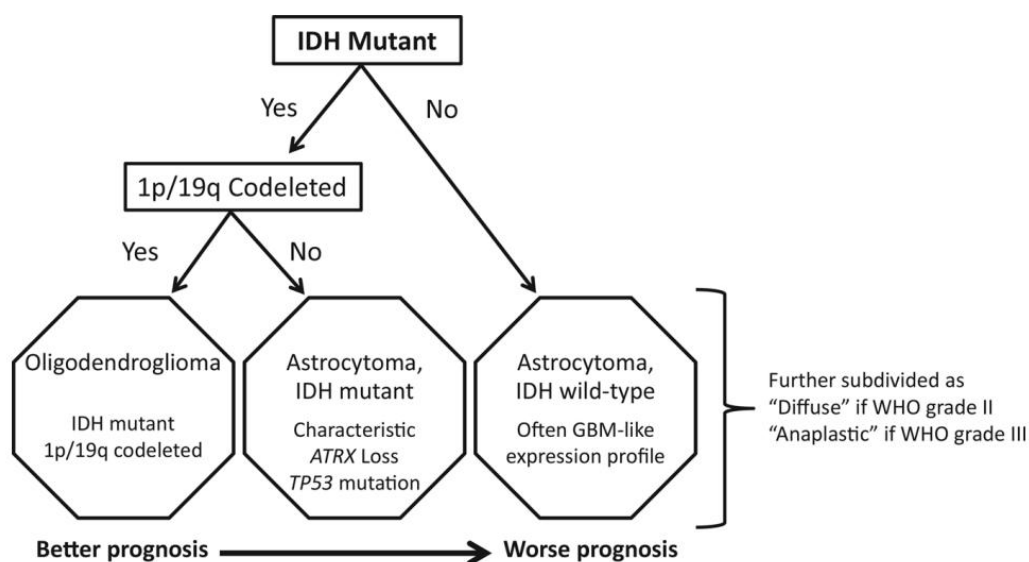 IDH Mutant
Yes
No
1p/19q Codeleted
Yes
No
Oligodendroglioma
IDH mutant
1p/19q codeleted
Astrocytoma,
IDH mutant
Characteristic
ATRX Loss
TP53 mutation
Astrocytoma,
IDH wild-type
Often GBM-like
expression profile
Further subdivided as
“Diffuse” if WHO grade II
“Anaplastic” if WHO grade III
Better prognosis
Worse prognosis